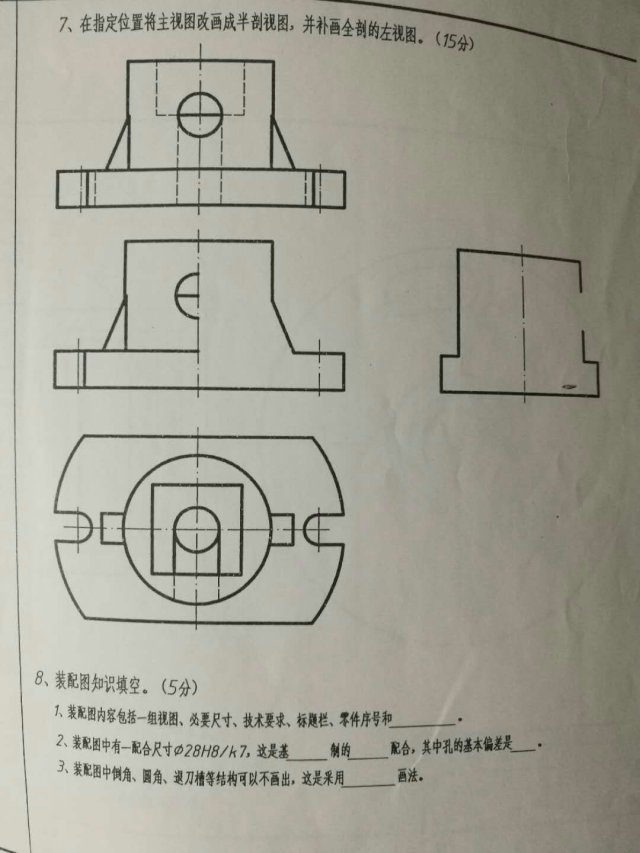 7、在指定位置将主视图改画成半剖视图，并补画全剖的左视图。（15分）
8、装配图知识填空。（5分）
1、装配图内容包括一组视图、必要尺寸、技术要求、标题栏、零件序号和________。
2、装配图中有一配合尺寸Φ28H8/k7，这是基_____制的_____配合，其中孔的基本偏差是___。
3、装配图中倒角、圆角、退刀槽等结构可以不画出，这是采用_______画法。